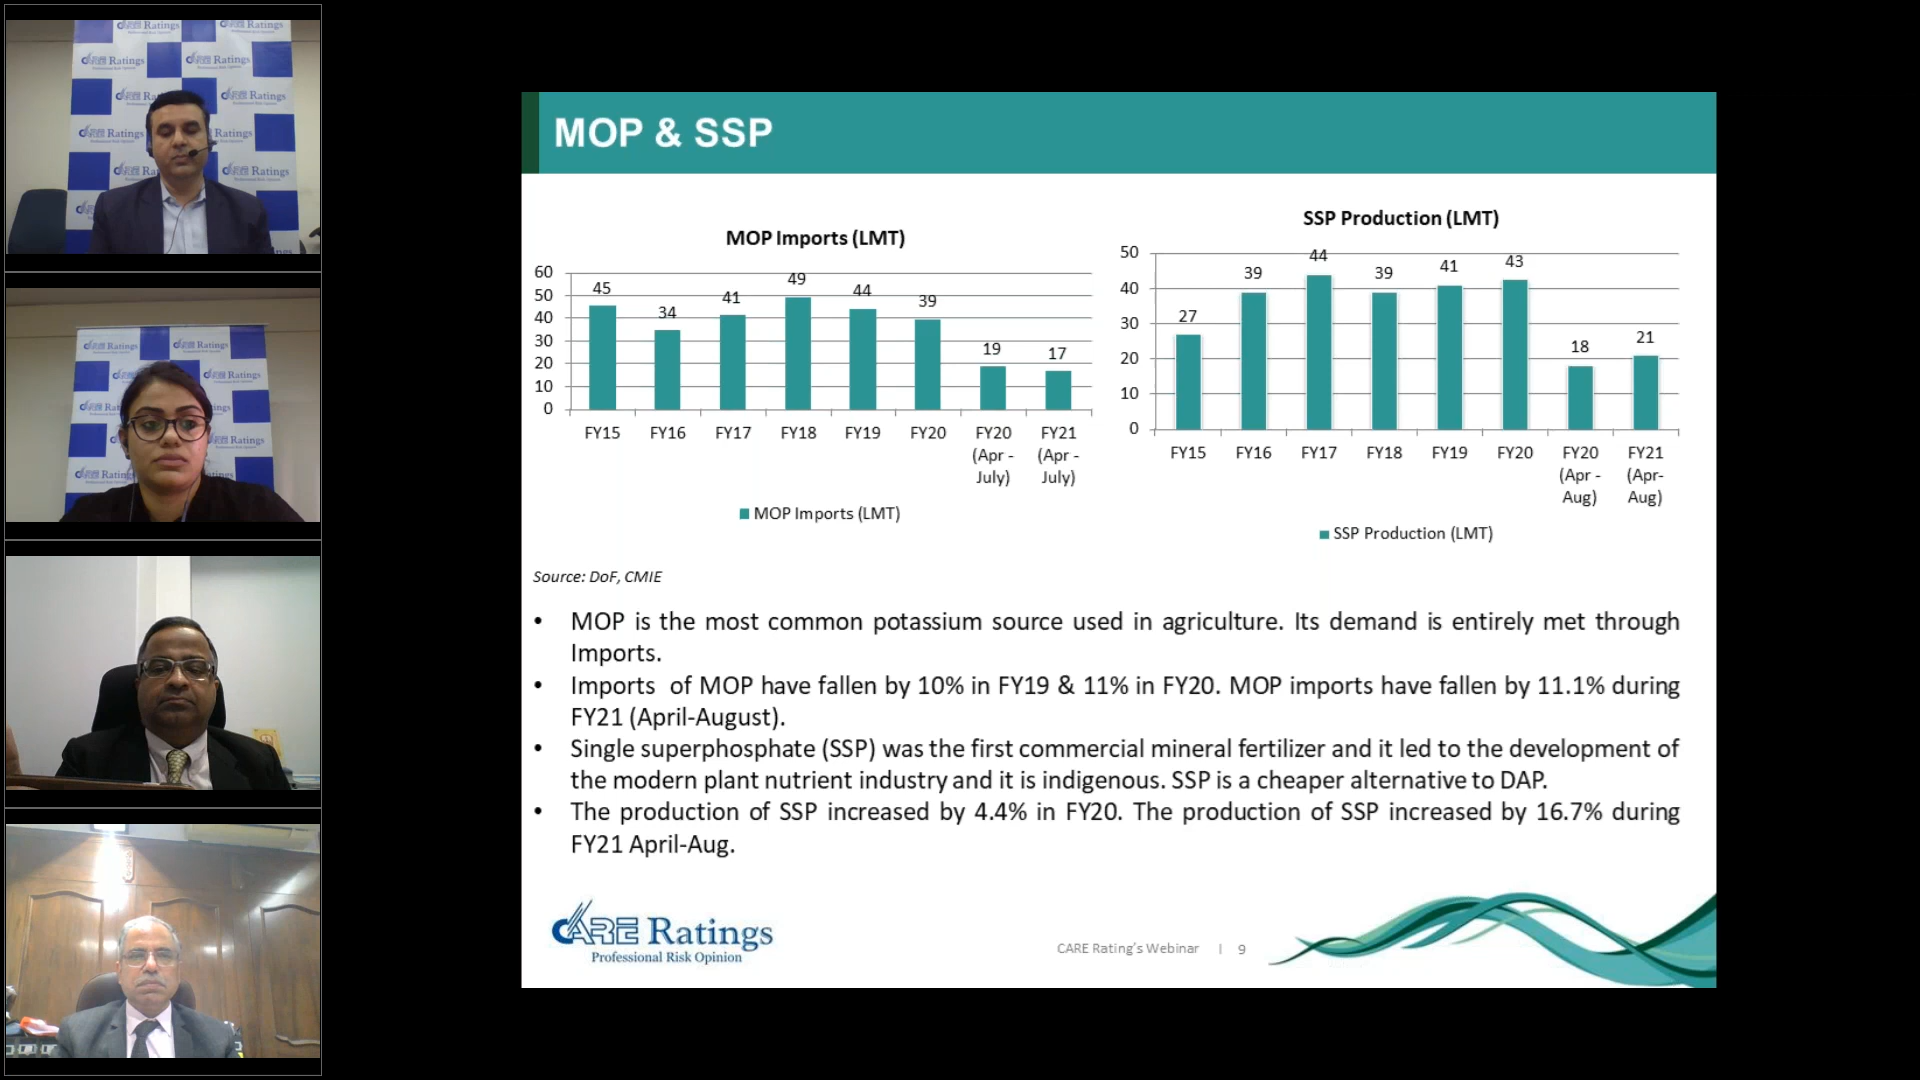 CARE Ratings
MOP & SSP
MOP Imports (LMT)
60
50
40
30
20
10
0
45
34
41
49
44
39
19
17
FY15 FY16 FY17 FY18 FY19 FY20 FY20 FY21
(Apr - (Apr -
July) July)
MOP Imports (LMT)
SSP Production (LMT)
50
40
30
20
10
0
27
39
44
39
41
43
18
21
FY15 FY16 FY17 FY18 FY19 FY20 FY20 FY21
(Apr - (Apr-
Aug) Aug)
SSP Production (LMT)
Source: DoF, CMIE
• MOP is the most common potassium source used in agriculture. Its demand is entirely met through
Imports.
• Imports of MOP have fallen by 10% in FY19 & 11% in FY20. MOP imports have fallen by 11.1% during
FY21 (April-August).
• Single superphosphate (SSP) was the first commercial mineral fertilizer and it led to the development of
the modern plant nutrient industry and it is indigenous. SSP is a cheaper alternative to DAP.
• The production of SSP increased by 4.4% in FY20. The production of SSP increased by 16.7% during
FY21 April-Aug.
CARE Ratings
Professional Risk Opinion
CARE Rating's Webinar | 9